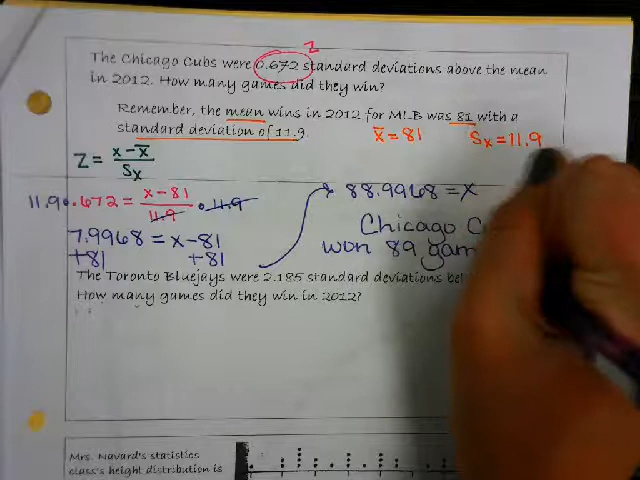 z
The Chicago Cubs were 0.672 standard deviations above the mean
in 2012. How many games did they win?
Remember, the mean wins in 2012 for MLB was 81 with a
standard deviation of 11.9.
x̄ = 81 Sx = 11.9
Z = x - x̄ / Sx
11.9 • .672 = x - 81 / 11.9 • 11.9
88.9968 = x
7.9968 = x - 81
+81 +81
Chicago
won 89
The Toronto Bluejays were 2.185 standard deviations
How many games did they win in 2012?
Mrs. Navard's statistics
class's height distribution is